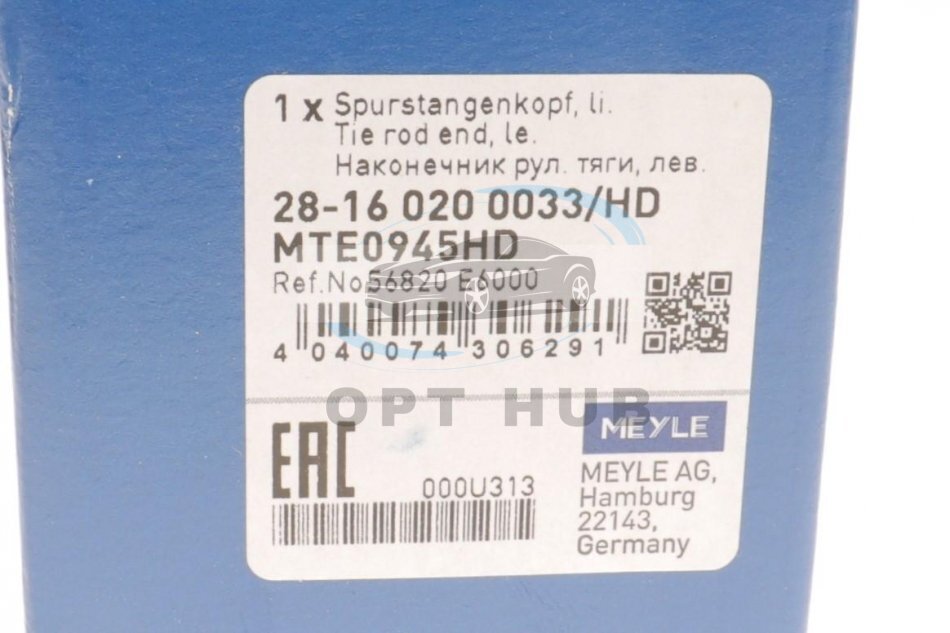 1 x Spurstangenkopf, li.
Tie rod end, le.
Наконечник рул. тяги, лев.
28-16 020 0033/HD
MTE0945HD
Ref.No56820 E6000
4 040074 306291
OPT HUB
EAC
000U313
MEYLE
MEYLE AG,
Hamburg
22143,
Germany